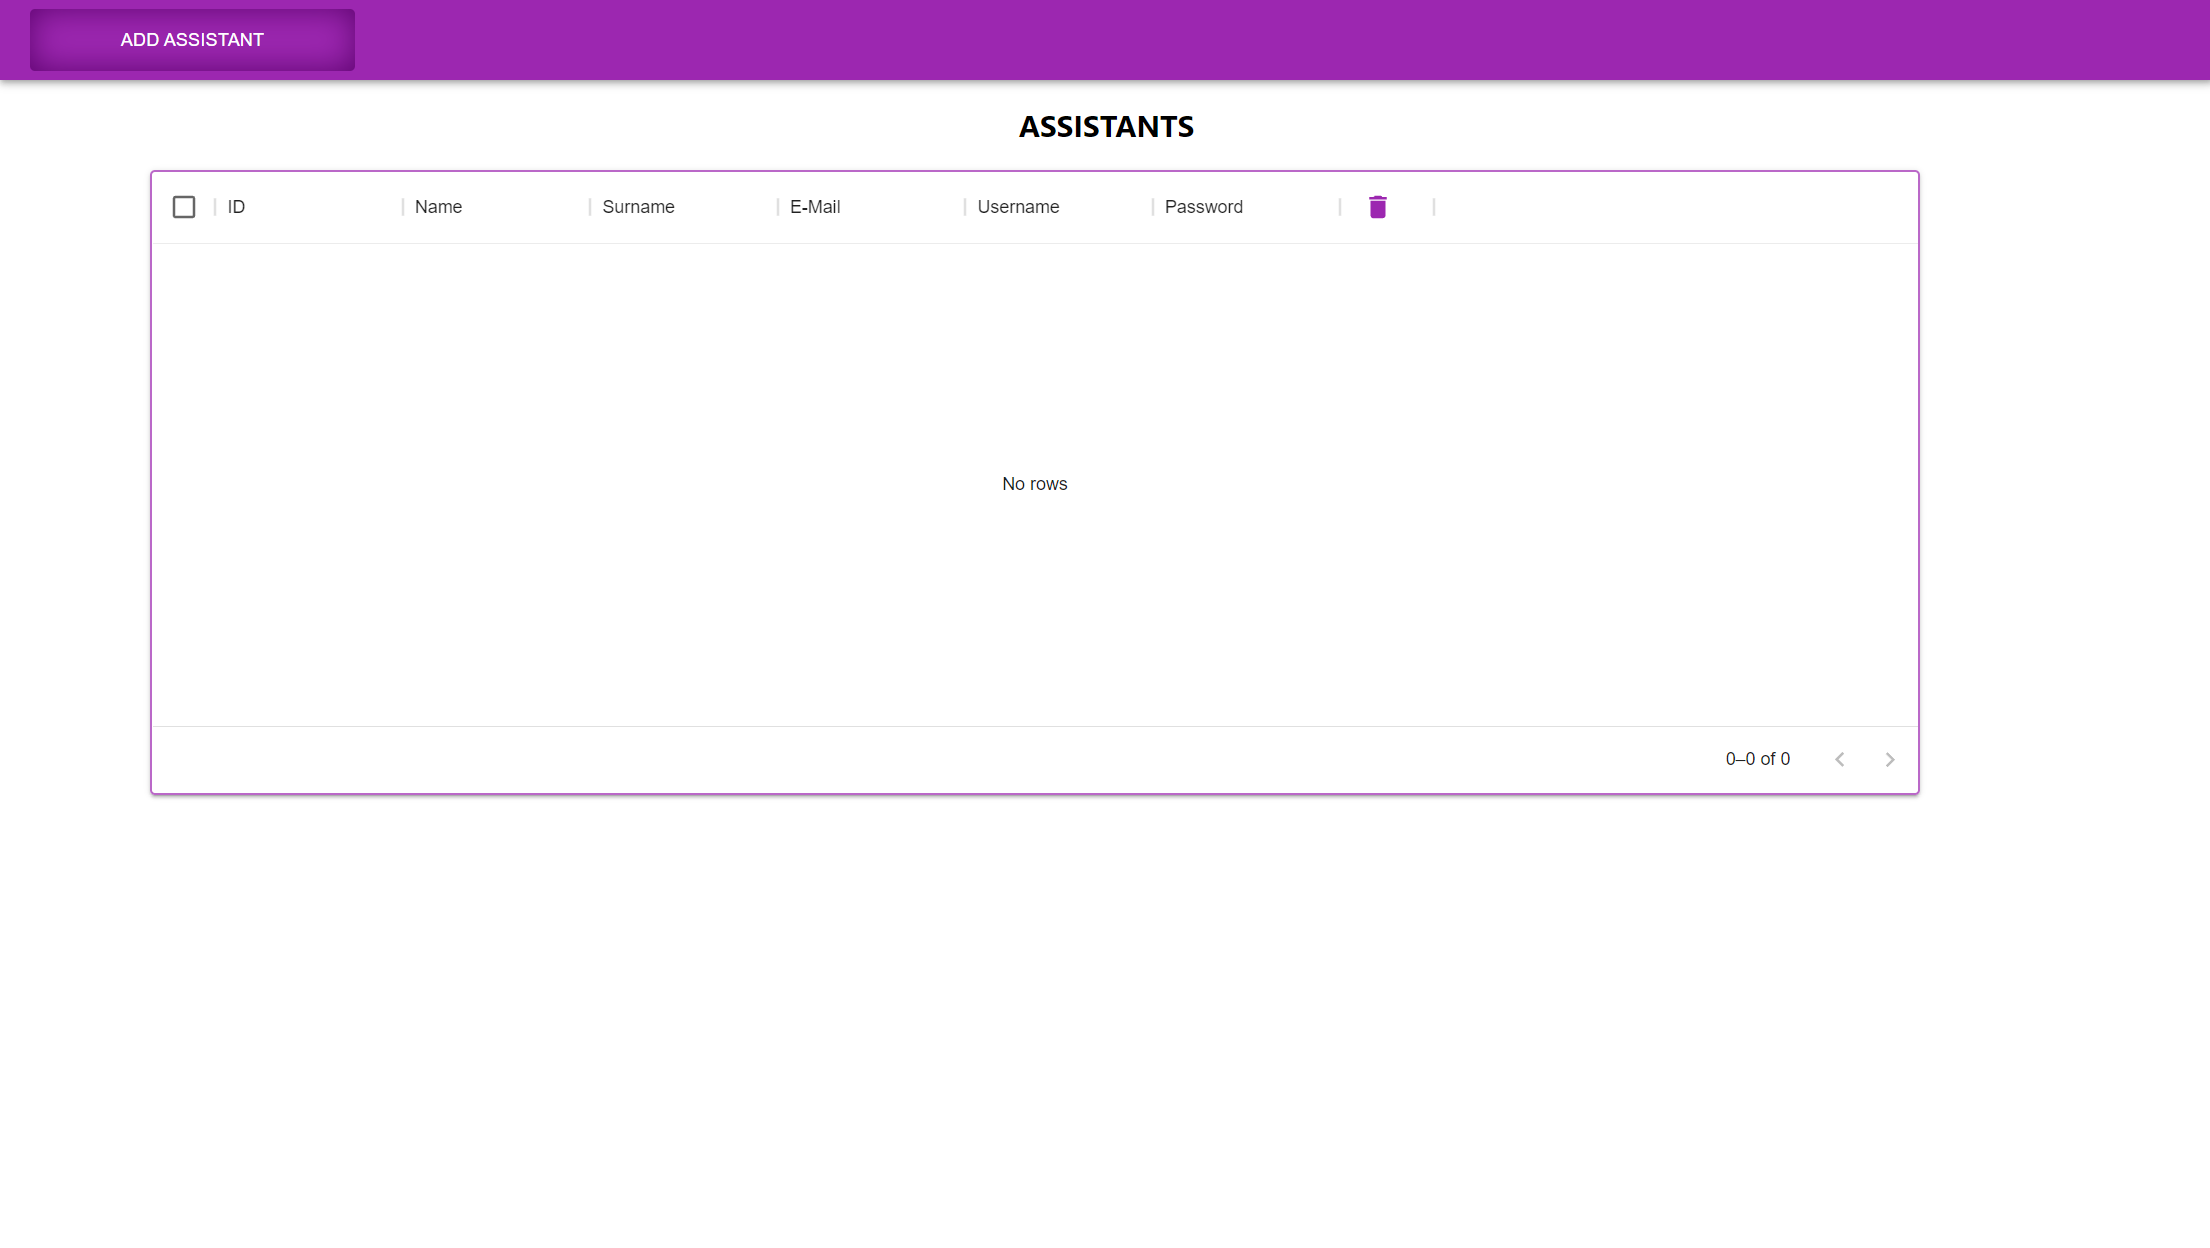 ADD ASSISTANT
ASSISTANTS
ID Name Surname E-Mail Username Password
No rows
0–0 of 0